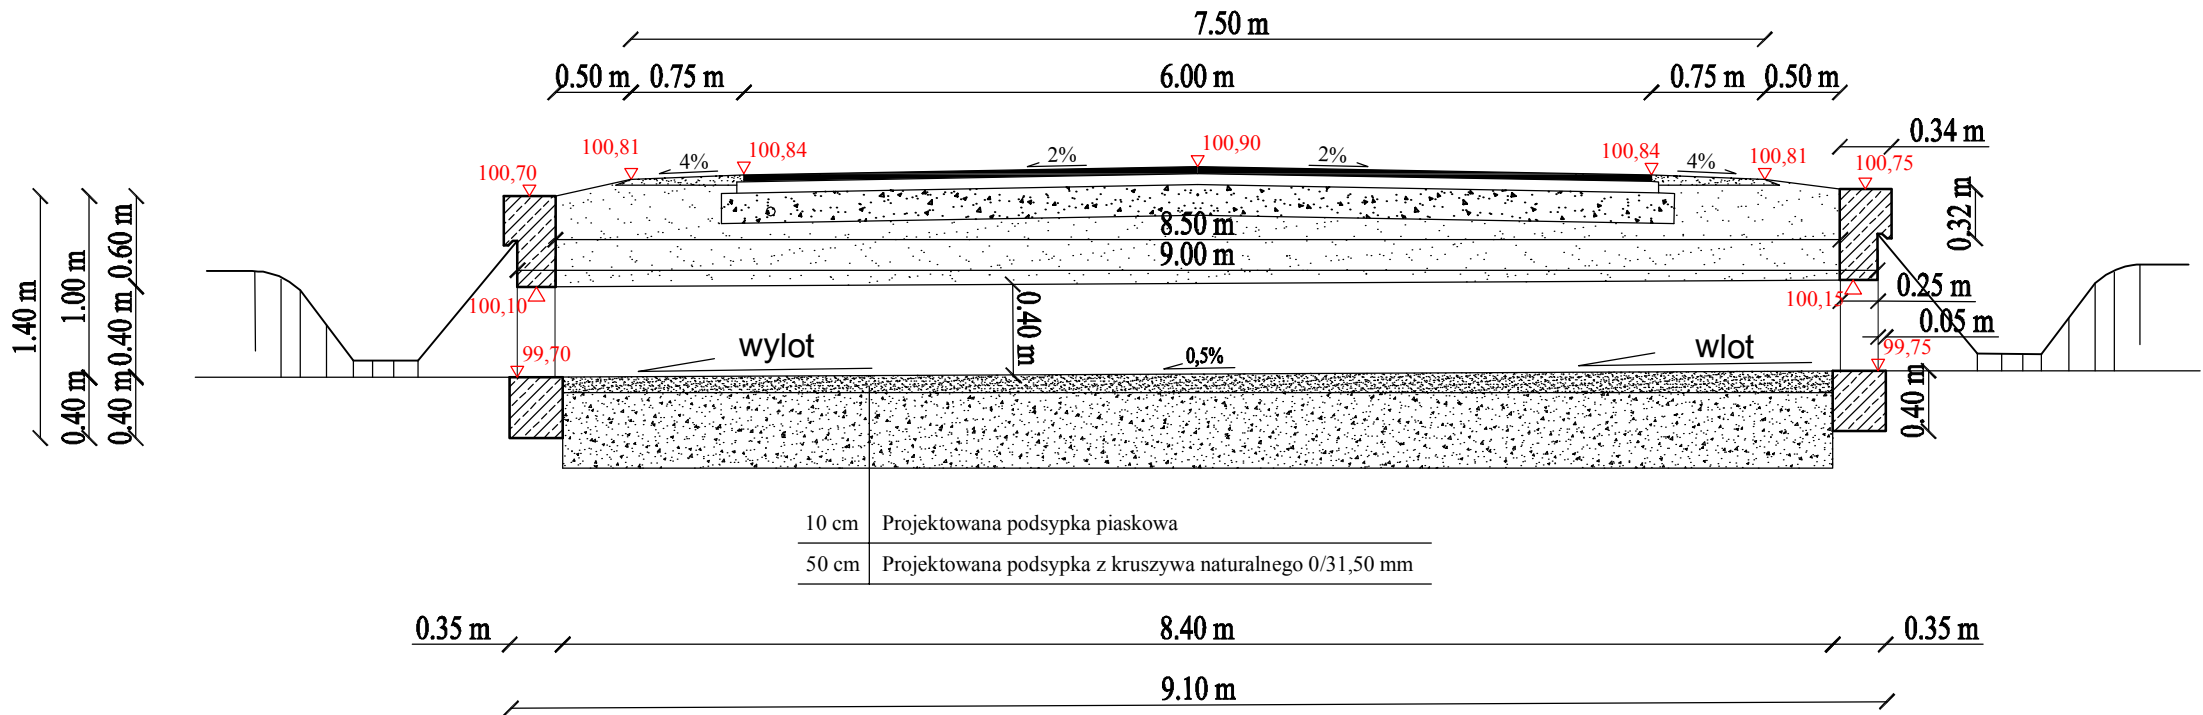 7.50 m
0.50 m 0.75 m 6.00 m 0.75 m 0.50 m
0.34 m
100,70 100,81 4% 100,84 2% 100,90 2% 100,84 4% 100,81 100,75
0.32 m
8.50 m
9.00 m
1.40 m 1.00 m 0.60 m
0.40 m
0.40 m 0.40 m
100,10 0.40 m 100,15 0.25 m
0.05 m
99,70 wylot 0,5% wlot 99,75
0.40 m
10 cm Projektowana podsypka piaskowa
50 cm Projektowana podsypka z kruszywa naturalnego 0/31,50 mm
0.35 m 8.40 m 0.35 m
9.10 m